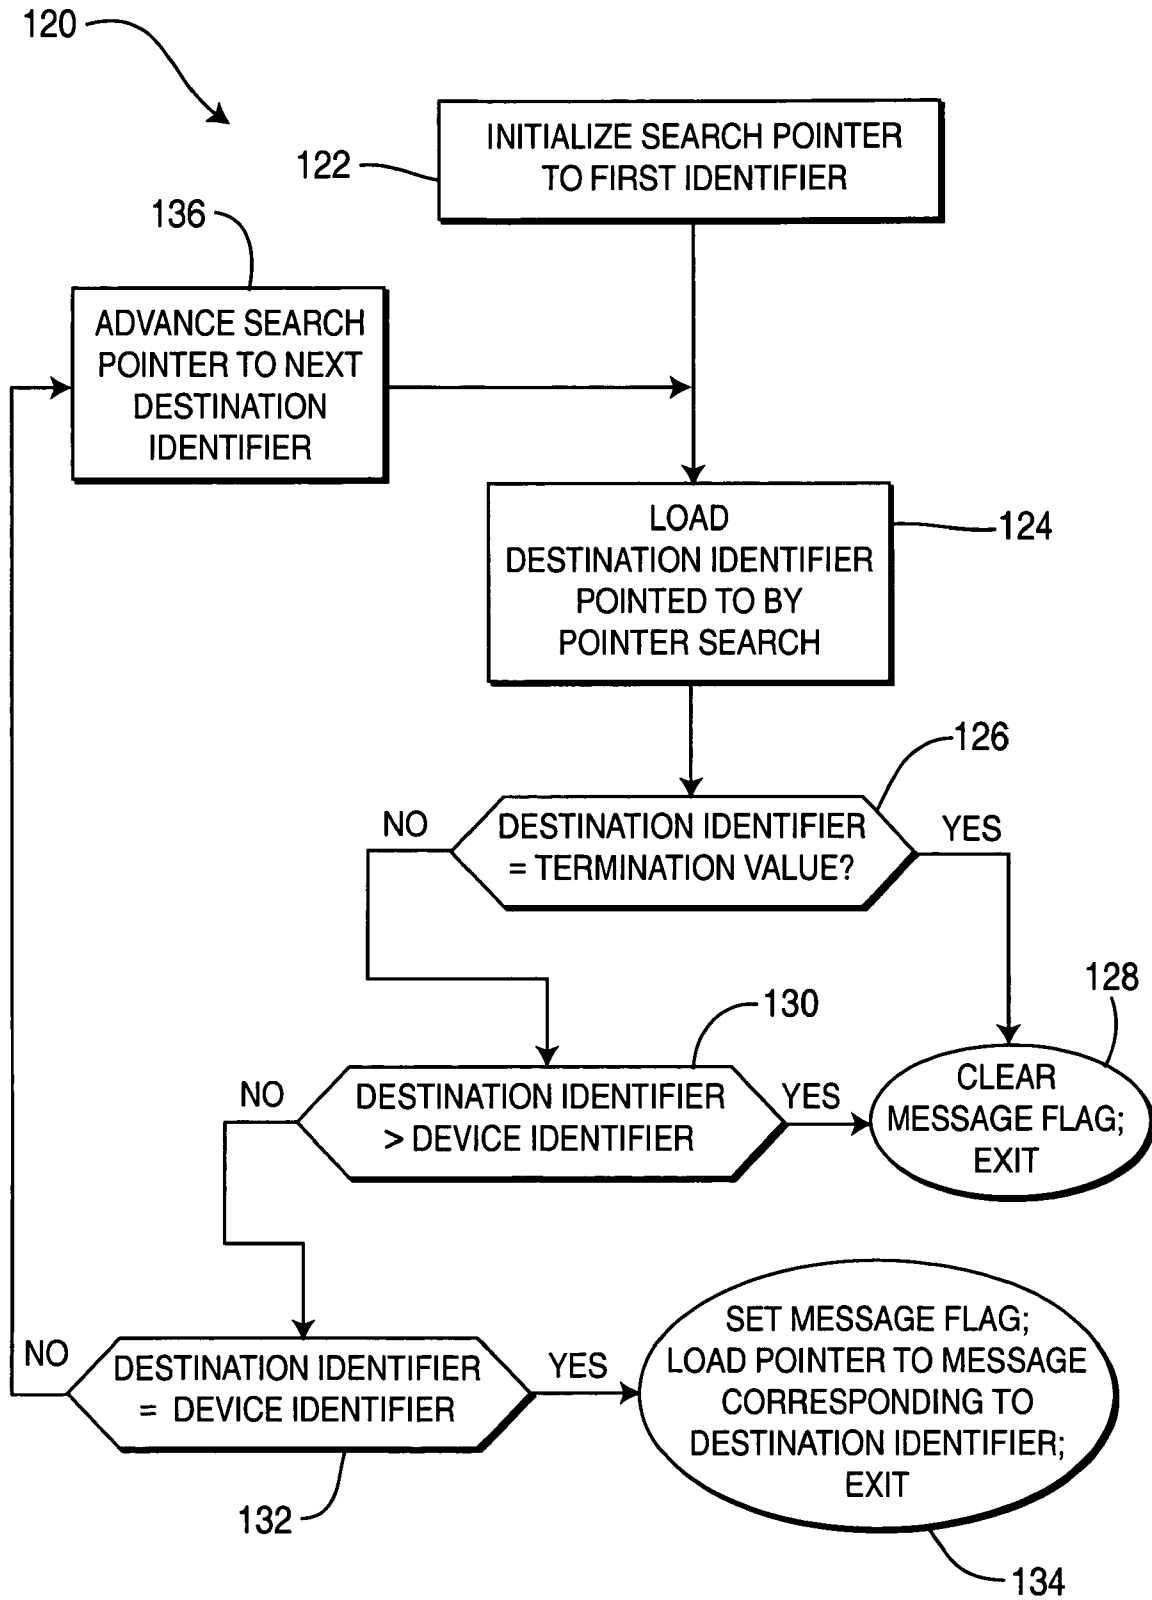 120
INITIALIZE SEARCH POINTER
TO FIRST IDENTIFIER
122
136
ADVANCE SEARCH
POINTER TO NEXT
DESTINATION
IDENTIFIER
LOAD
DESTINATION IDENTIFIER
POINTED TO BY
POINTER SEARCH
124
126
NO
DESTINATION IDENTIFIER
= TERMINATION VALUE?
YES
128
130
NO
DESTINATION IDENTIFIER
> DEVICE IDENTIFIER
YES
CLEAR
MESSAGE FLAG;
EXIT
NO
DESTINATION IDENTIFIER
= DEVICE IDENTIFIER
YES
SET MESSAGE FLAG;
LOAD POINTER TO MESSAGE
CORRESPONDING TO
DESTINATION IDENTIFIER;
EXIT
132
134